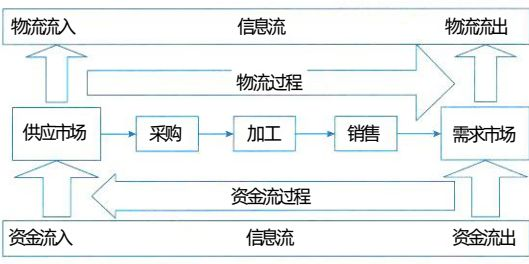 物流流入 信息流 物流流出
物流过程
供应市场 采购 加工 销售 需求市场
资金流过程
资金流入 信息流 资金流出